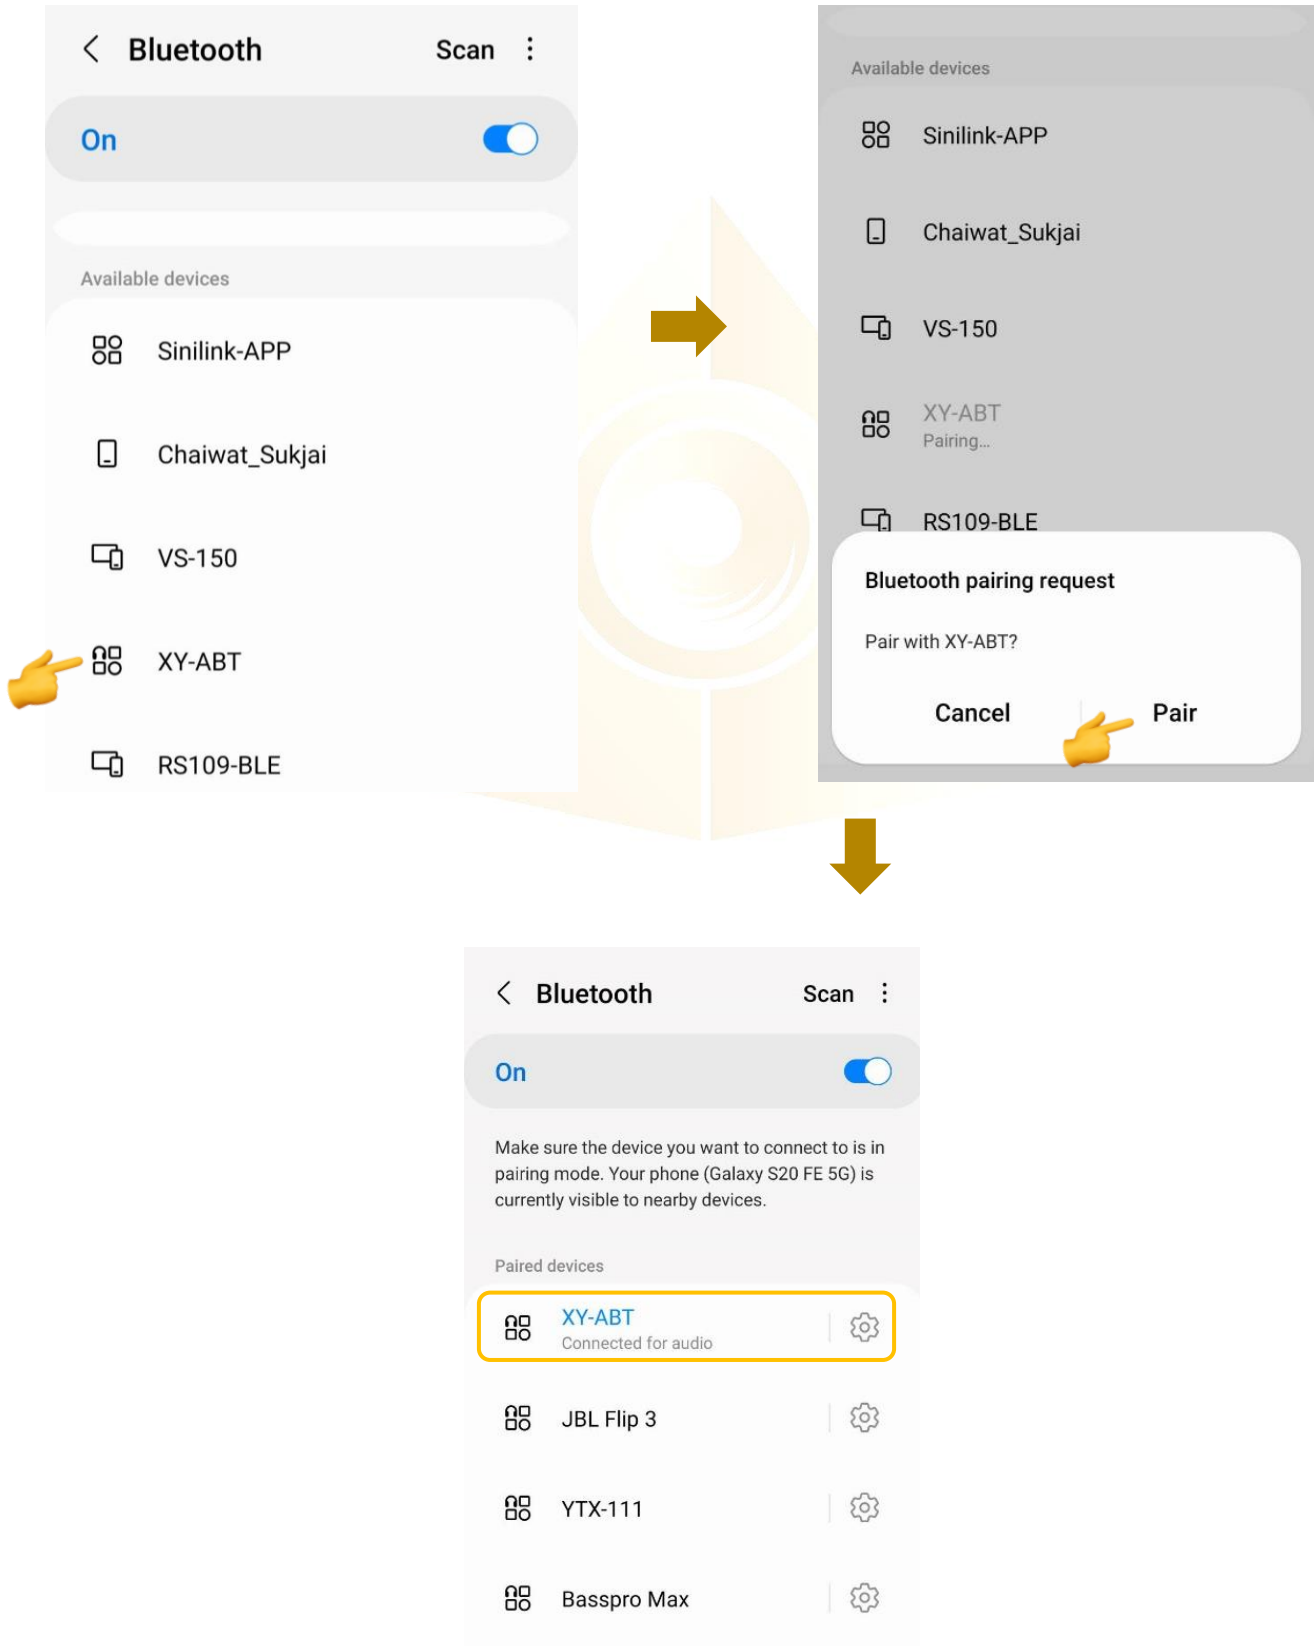 Bluetooth
Scan
On
Available devices
Sinilink-APP
Chaiwat_Sukjai
VS-150
XY-ABT
RS109-BLE
Available devices
Sinilink-APP
Chaiwat_Sukjai
VS-150
XY-ABT
Pairing...
RS109-BLE
Bluetooth pairing request
Pair with XY-ABT?
Cancel
Pair
Bluetooth
Scan
On
Make sure the device you want to connect to is in
pairing mode. Your phone (Galaxy S20 FE 5G) is
currently visible to nearby devices.
Paired devices
XY-ABT
Connected for audio
JBL Flip 3
YTX-111
Basspro Max